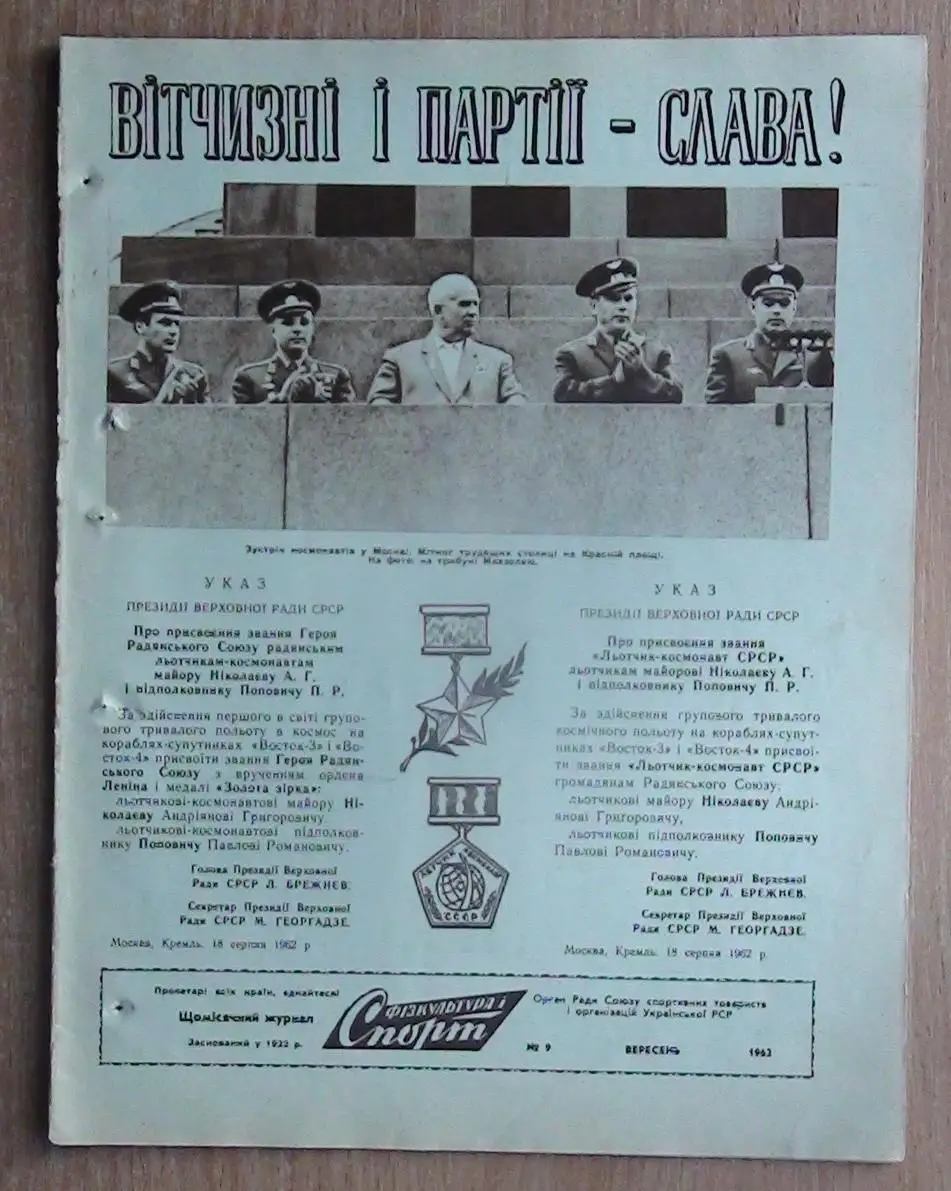 ВІТЧИЗНІ І ПАРТІЇ - СЛАВА!
Зустріч космонавтів у Москві. Мітинг трудящих столиці на Красній площі.
На фото: на трибуні Мавзолею.
УКАЗ
ПРЕЗИДІЇ ВЕРХОВНОЇ РАДИ СРСР
Про присвоєння звання Героя
Радянського Союзу радянським
льотчикам-космонавтам
майору Ніколаєву А. Г.
і підполковнику Поповичу П. Р.
За здійснення першого в світі групо-
вого тривалого польоту в космос на
кораблях-супутниках «Восток-3» і «Во-
сток-4» присвоїти звання Героя Радян-
ського Союзу з врученням ордена
Леніна і медалі «Золота зірка»:
льотчикові-космонавтові майору Ні-
колаєву Андріянову Григоровичу,
льотчикові-космонавтові підполков-
нику Поповичу Павлові Романовичу.
Голова Президії Верховної
Ради СРСР Л. БРЕЖНЄВ.
Секретар Президії Верховної
Ради СРСР М. ГЕОРГАДЗЕ.
Москва, Кремль. 18 серпня 1962 р.
УКАЗ
ПРЕЗИДІЇ ВЕРХОВНОЇ РАДИ СРСР
Про присвоєння звання
«Льотчик-космонавт СРСР»
льотчикам майорові Ніколаєву А. Г.
і підполковнику Поповичу П. Р.
За здійснення групового тривалого
космічного польоту на кораблях-супут-
никах «Восток-3» і «Восток-4» присвої-
ти звання «Льотчик-космонавт СРСР»
громадянам Радянського Союзу:
льотчикові майору Ніколаєву Андрі-
янові Григоровичу,
льотчикові підполковнику Поповичу
Павлові Романовичу.
Голова Президії Верховної
Ради СРСР Л. БРЕЖНЄВ.
Секретар Президії Верховної
Ради СРСР М. ГЕОРГАДЗЕ.
Москва, Кремль. 18 серпня 1962 р.
ЛЕТЧИК КОСМОНАВТ
СССР
Пролетарі всіх країн, єднайтеся!
Щомісячний журнал
Заснований у 1922 р.
ФІЗКУЛЬТУРА і
Спорт
Орган Ради Союзу спортивних товариств
і організацій Української РСР
№ 9 ВЕРЕСЕНЬ 1962